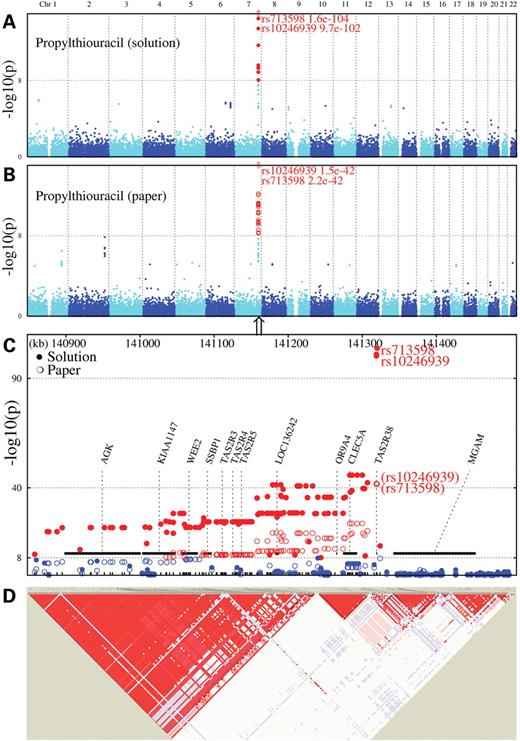 Chr 1 2 3 4 5 6 7 8 9 10 11 12 13 14 15 16 17 18 19 20 21 22
A
rs713598 1.6e-104
rs10246939 9.7e-102
Propylthiouracil (solution)
-log10(p)
8
0
B
rs10246939 1.5e-42
rs713598 2.2e-42
Propylthiouracil (paper)
-log10(p)
8
0
(kb) 140900 141000 141100 141200 141300 141400
C
Solution
Paper
rs713598
rs10246939
-log10(p)
90
AGK
KIAA1147
WEE2
SSBP1
TAS2R3
TAS2R4
TAS2R5
LOC136242
OR9A4
CLEC5A
TAS2R38
MGAM
40
(rs10246939)
(rs713598)
8
D